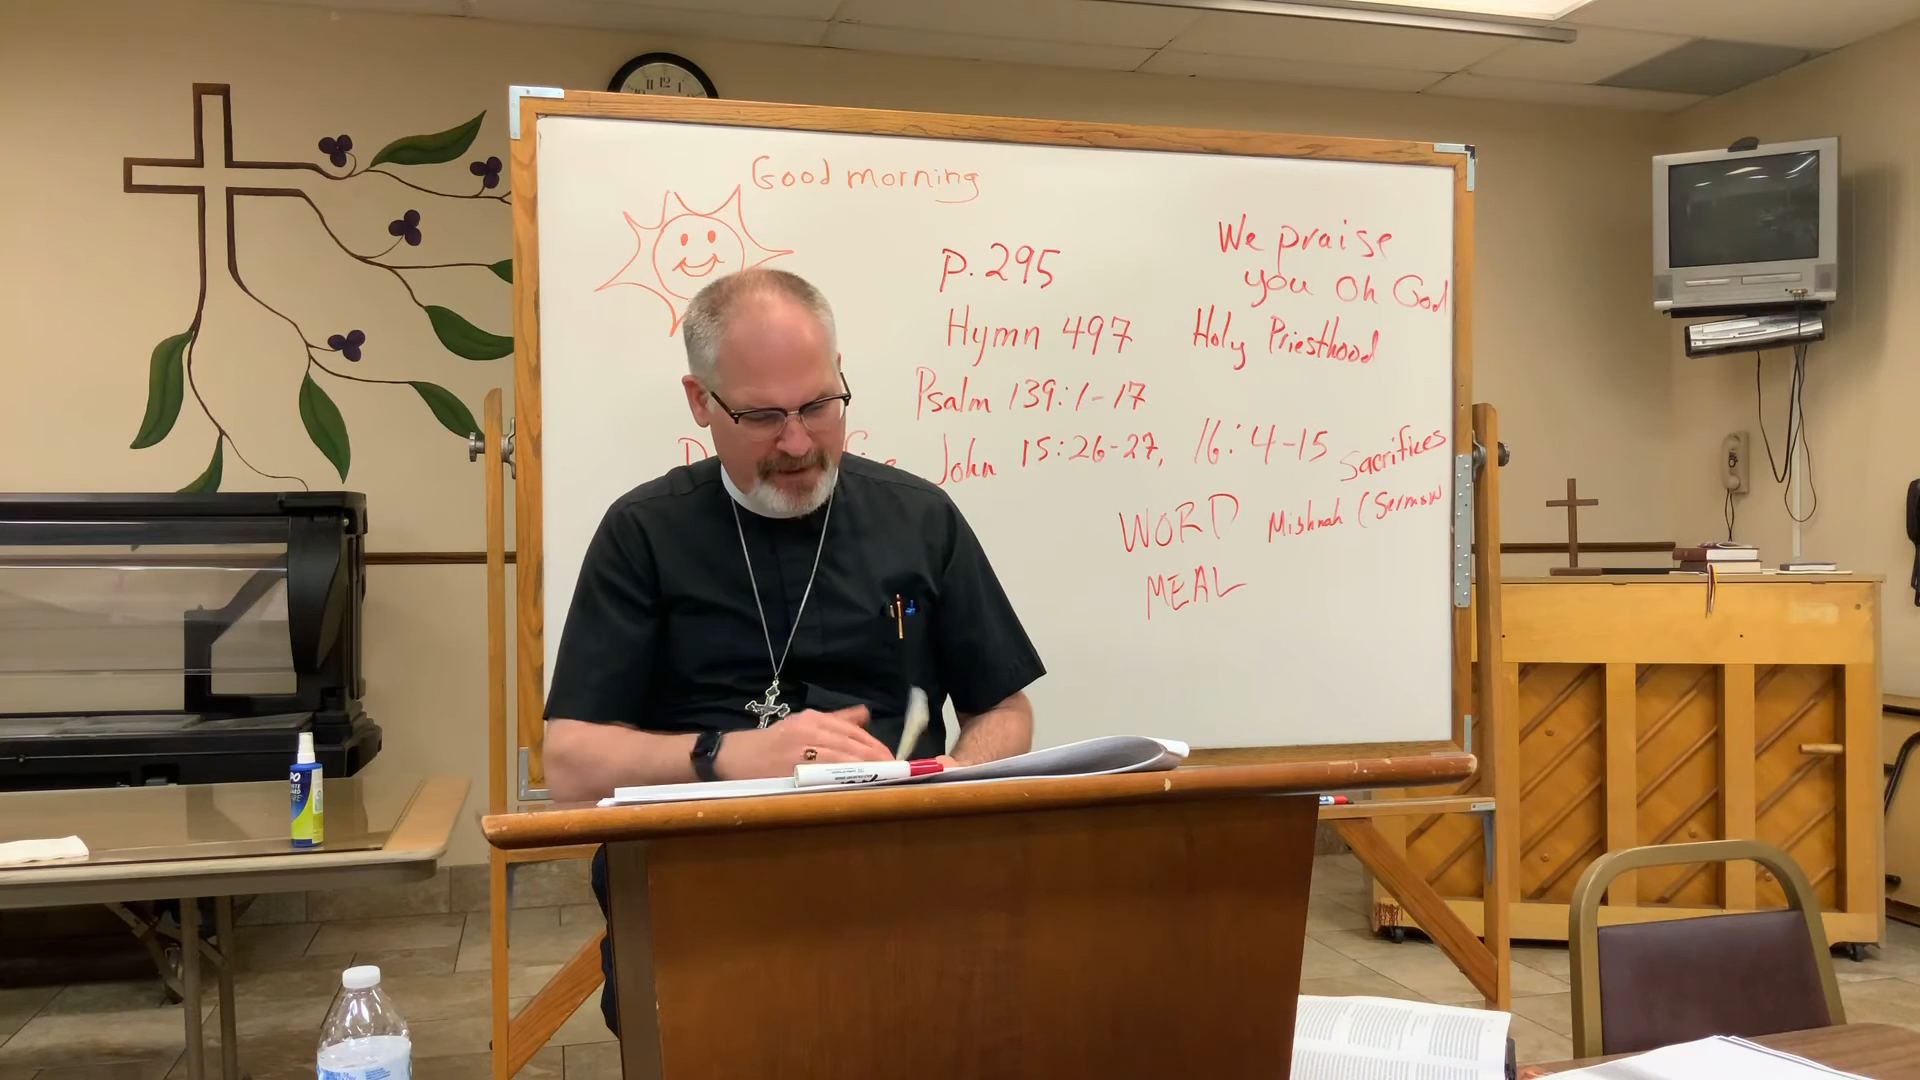 Good morning
p. 295
We praise
you Oh God
Hymn 497
Holy Priesthood
Psalm 139:1-17
John 15:26-27, 16:4-15
Sacrifices
WORD
Mishnah (Sermon
MEAL
12